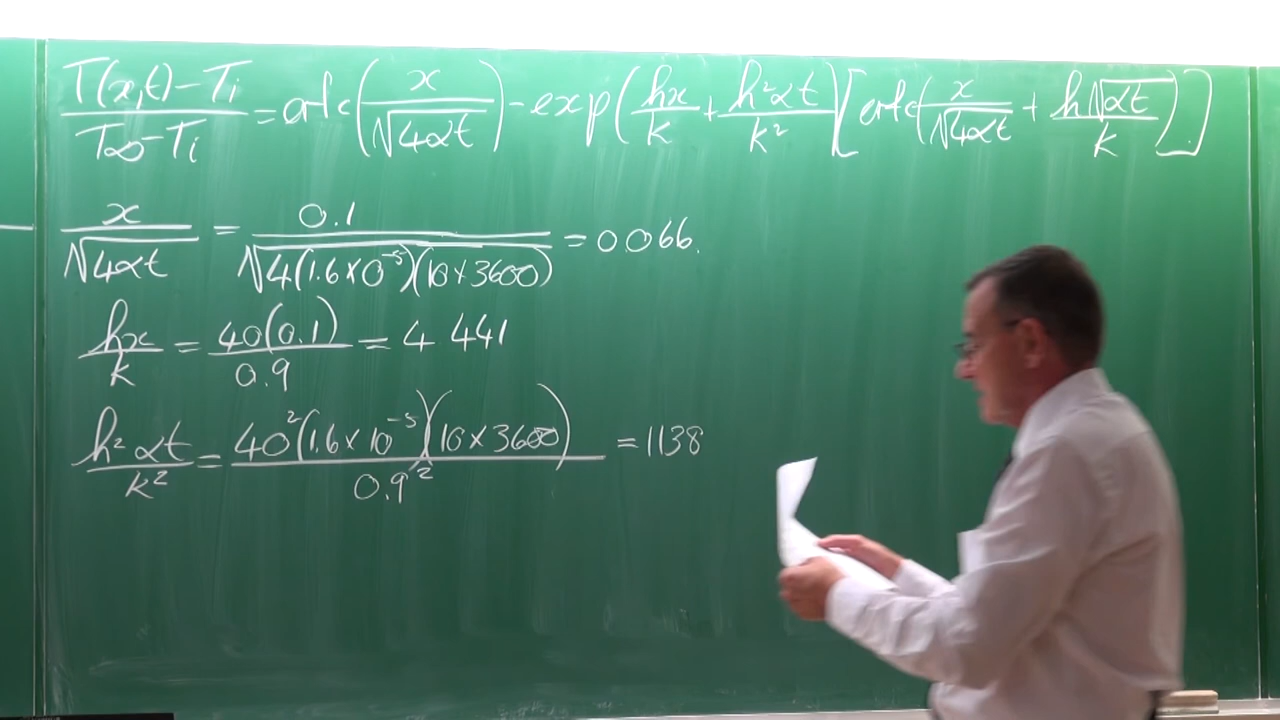 (T(x,t)-Ti)/(T∞-Ti) = erfc(x/√4αt) - exp(hx/k + h²αt/k²)[erfc(x/√4αt + h√αt/k)]
x/√4αt = 0.1/√4(1.6×10⁻⁵)(10×3600) = 0.066.
hx/k = 40(0.1)/0.9 = 4 441
h²αt/k² = 40²(1.6×10⁻⁵)(10×3600)/0.9² = 1138